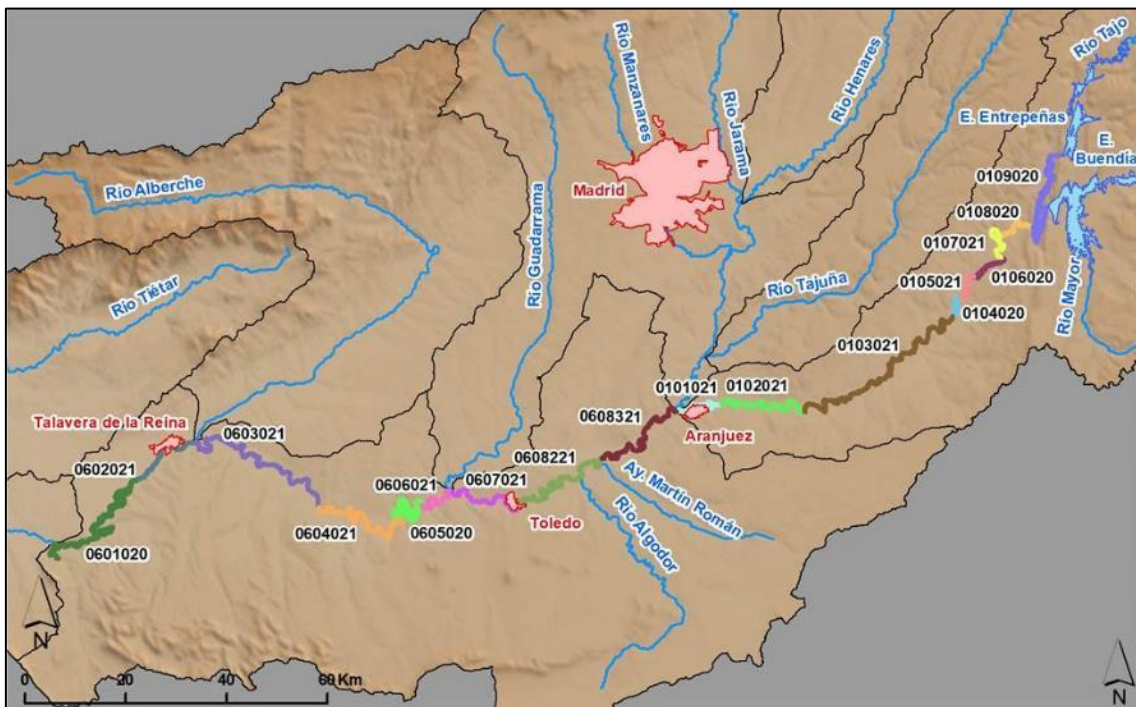 Río Tajo
Río Manzanares
Río Jarama
Río Henares
E. Entrepeñas
E.
Buendía
0109020
Madrid
Río Alberche
0108020
0107021
Río Guadarrama
Río Tiétar
Río Tajuña
0105021
0106020
0104020
Río Mayor
0103021
0101021
0102021
Talavera de la Reina
0603021
0608321
Aranjuez
0602021
0608221
0606021
0607021
Ay. Martín Román
0604021
0605020
Toledo
Río Algodor
0601020
N
N
0 20 40 60 Km